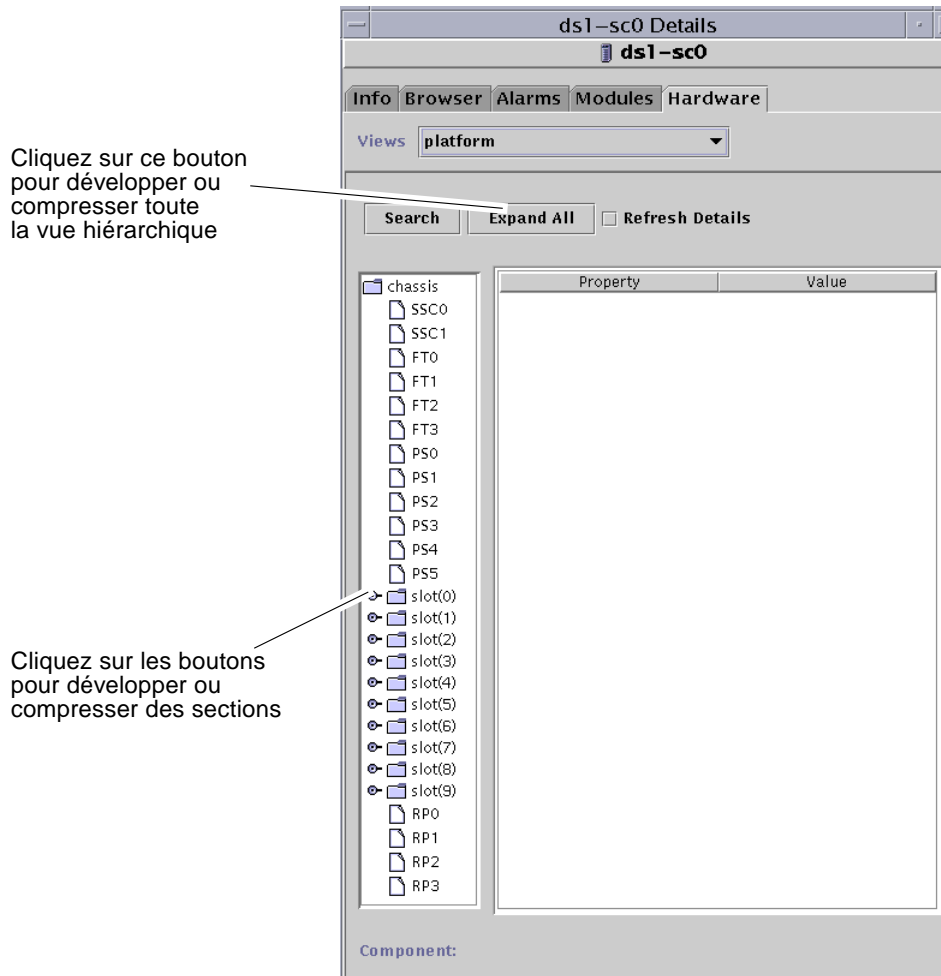 ds1-sc0 Details
ds1-sc0
Info Browser Alarms Modules Hardware
Views platform
Cliquez sur ce bouton
pour développer ou
compresser toute
la vue hiérarchique
Search Expand All Refresh Details
Property Value
chassis
SSC0
SSC1
FT0
FT1
FT2
FT3
PS0
PS1
PS2
PS3
PS4
PS5
slot(0)
slot(1)
slot(2)
slot(3)
slot(4)
slot(5)
slot(6)
slot(7)
slot(8)
slot(9)
RP0
RP1
RP2
RP3
Cliquez sur les boutons
pour développer ou
compresser des sections
Component: